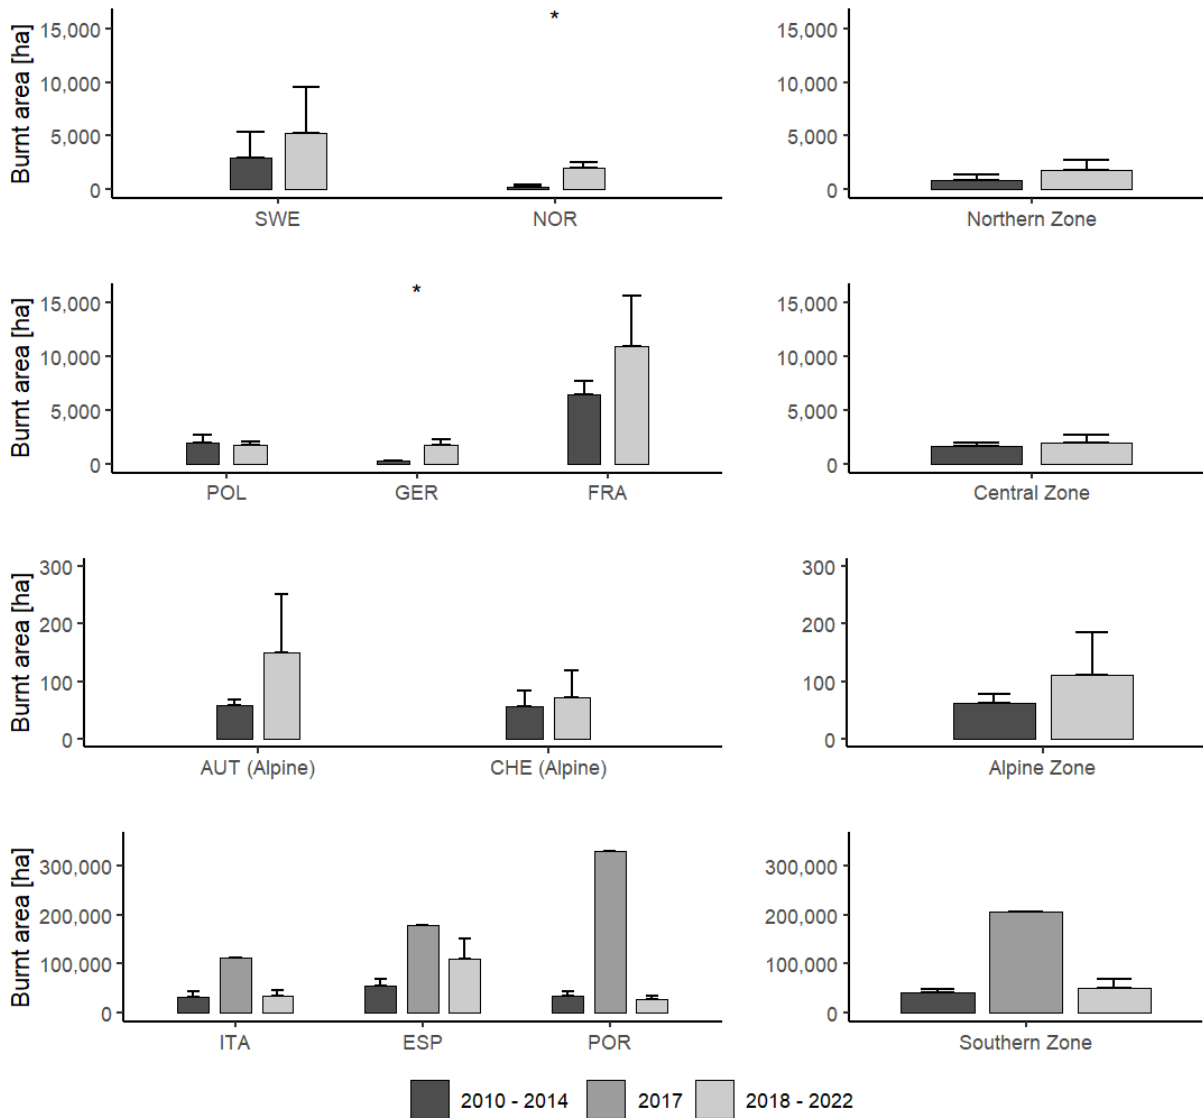 Burnt area [ha]
15,000
10,000
5,000
0
*
SWE
NOR
15,000
10,000
5,000
0
Northern Zone
Burnt area [ha]
15,000
10,000
5,000
0
*
POL
GER
FRA
15,000
10,000
5,000
0
Central Zone
Burnt area [ha]
300
200
100
0
AUT (Alpine)
CHE (Alpine)
300
200
100
0
Alpine Zone
Burnt area [ha]
300,000
200,000
100,000
0
ITA
ESP
POR
300,000
200,000
100,000
0
Southern Zone
2010 - 2014
2017
2018 - 2022